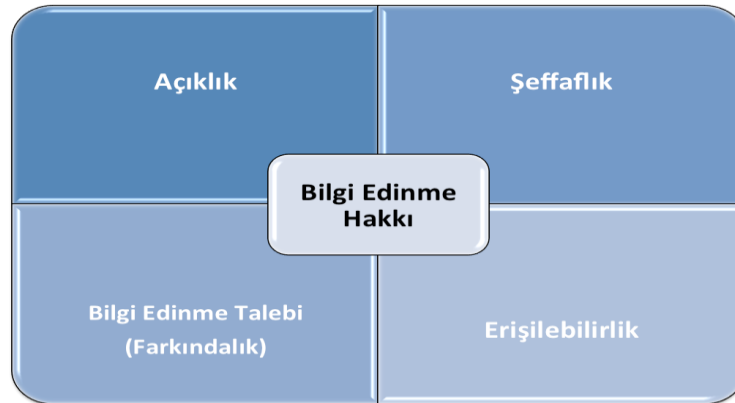 Açıklık
Şeffaflık
Bilgi Edinme
Hakkı
Bilgi Edinme Talebi
(Farkındalık)
Erişilebilirlik